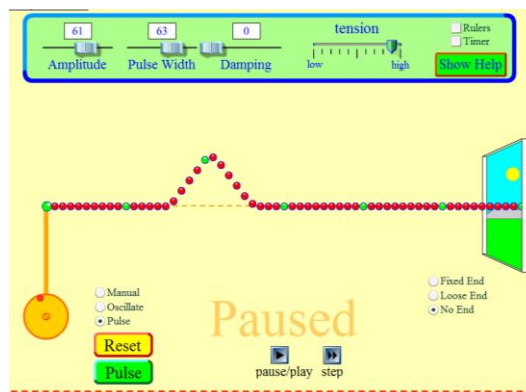 61
63
0
tension
Rulers
Timer
Amplitude
Pulse Width
Damping
low
high
Show Help
Manual
Oscillate
Pulse
Fixed End
Loose End
No End
Paused
Reset
Pulse
pause/play
step